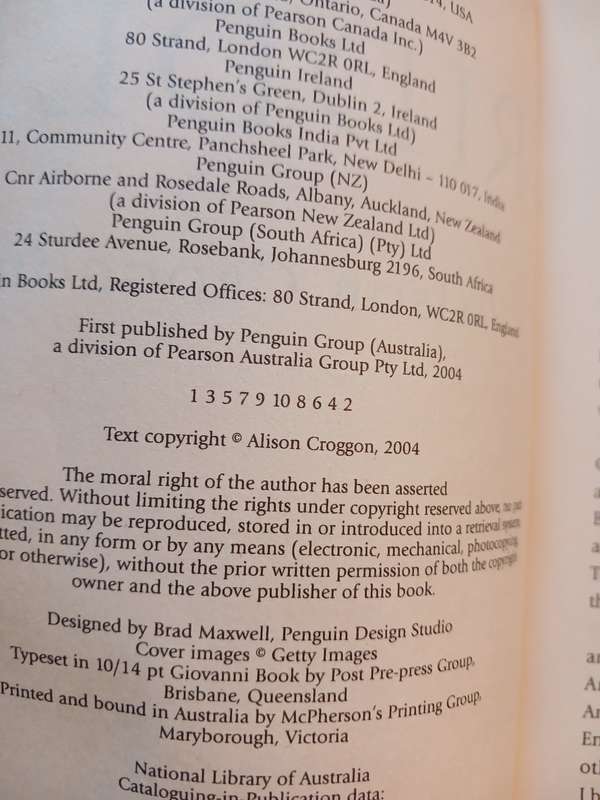 USA
Ontario, Canada M4V 3B2
(a division of Pearson Canada Inc.)
Penguin Books Ltd
80 Strand, London WC2R 0RL, England
Penguin Ireland
25 St Stephen's Green, Dublin 2, Ireland
(a division of Penguin Books Ltd)
Penguin Books India Pvt Ltd
11, Community Centre, Panchsheel Park, New Delhi – 110 017, India
Penguin Group (NZ)
Cnr Airborne and Rosedale Roads, Albany, Auckland, New Zealand
(a division of Pearson New Zealand Ltd)
Penguin Group (South Africa) (Pty) Ltd
24 Sturdee Avenue, Rosebank, Johannesburg 2196, South Africa
n Books Ltd, Registered Offices: 80 Strand, London, WC2R 0RL, England
First published by Penguin Group (Australia),
a division of Pearson Australia Group Pty Ltd, 2004
1 3 5 7 9 10 8 6 4 2
Text copyright © Alison Croggon, 2004
The moral right of the author has been asserted
served. Without limiting the rights under copyright reserved above, no part
ication may be reproduced, stored in or introduced into a retrieval system
tted, in any form or by any means (electronic, mechanical, photocopying,
or otherwise), without the prior written permission of both the copyright
owner and the above publisher of this book.
Designed by Brad Maxwell, Penguin Design Studio
Cover images © Getty Images
Typeset in 10/14 pt Giovanni Book by Post Pre-press Group,
Brisbane, Queensland
Printed and bound in Australia by McPherson's Printing Group,
Maryborough, Victoria
National Library of Australia
Cataloguing-in-Publication data: